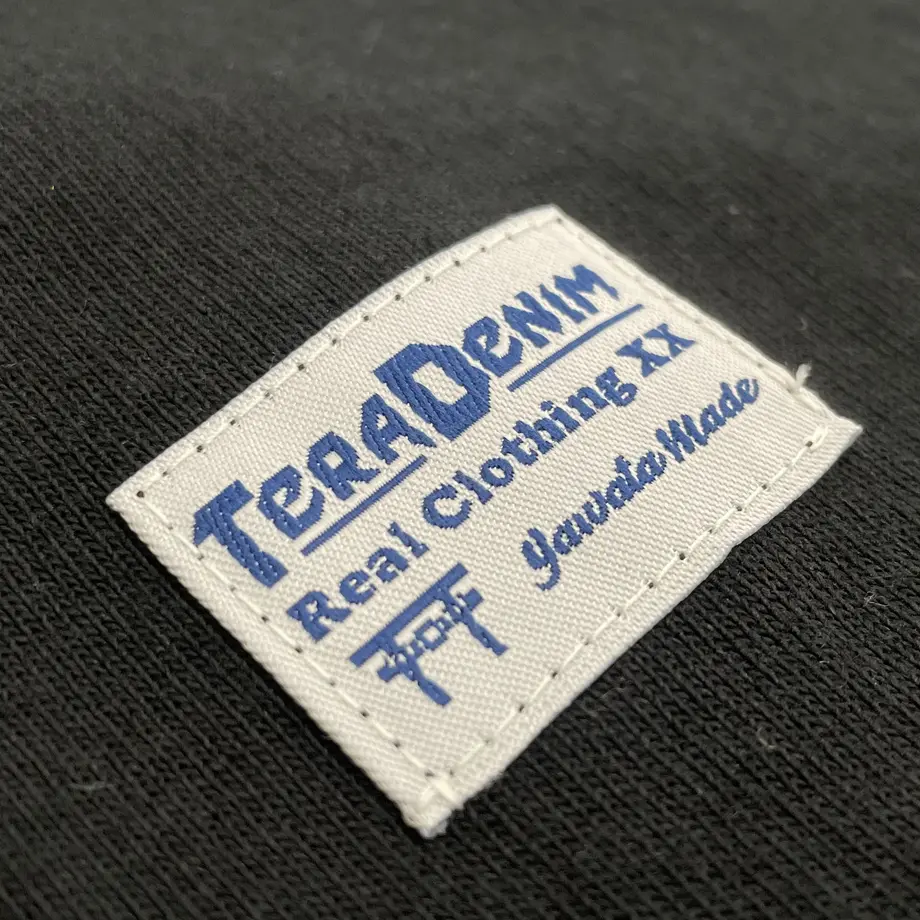 TERADENIM
Real Clothing XX
Yawata Made